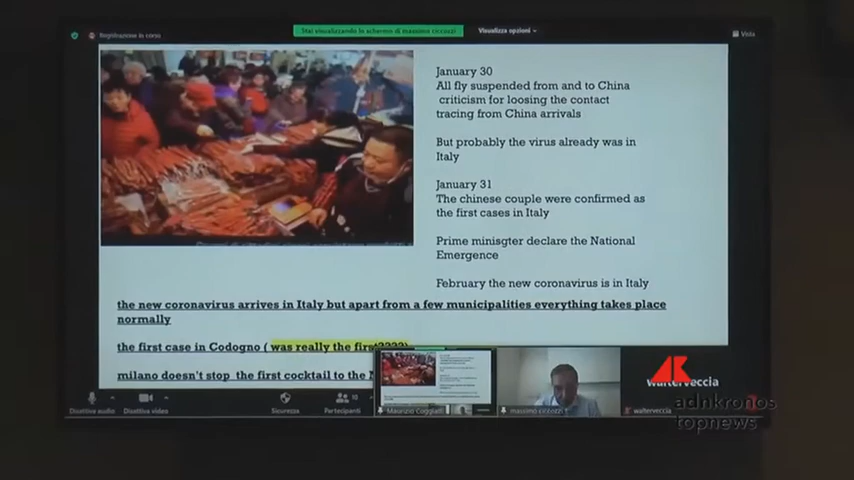 Registrazione in corso
Stai visualizzando lo schermo di massimo ciccozzi
Visualizza opzioni
Vista
January 30
All fly suspended from and to China
criticism for loosing the contact
tracing from China arrivals
But probably the virus already was in
Italy
January 31
The chinese couple were confirmed as
the first cases in Italy
Prime minisgter declare the National
Emergence
February the new coronavirus is in Italy
the new coronavirus arrives in Italy but apart from a few municipalities everything takes place
normally
the first case in Codogno ( was really the first????)
milano doesn't stop the first cocktail to the
Disattiva audio
Disattiva video
Sicurezza
Partecipanti
10
Maurizio Coggiati
massimo ciccozzi
walterveccia
walterveccia
adnkronos
topnews